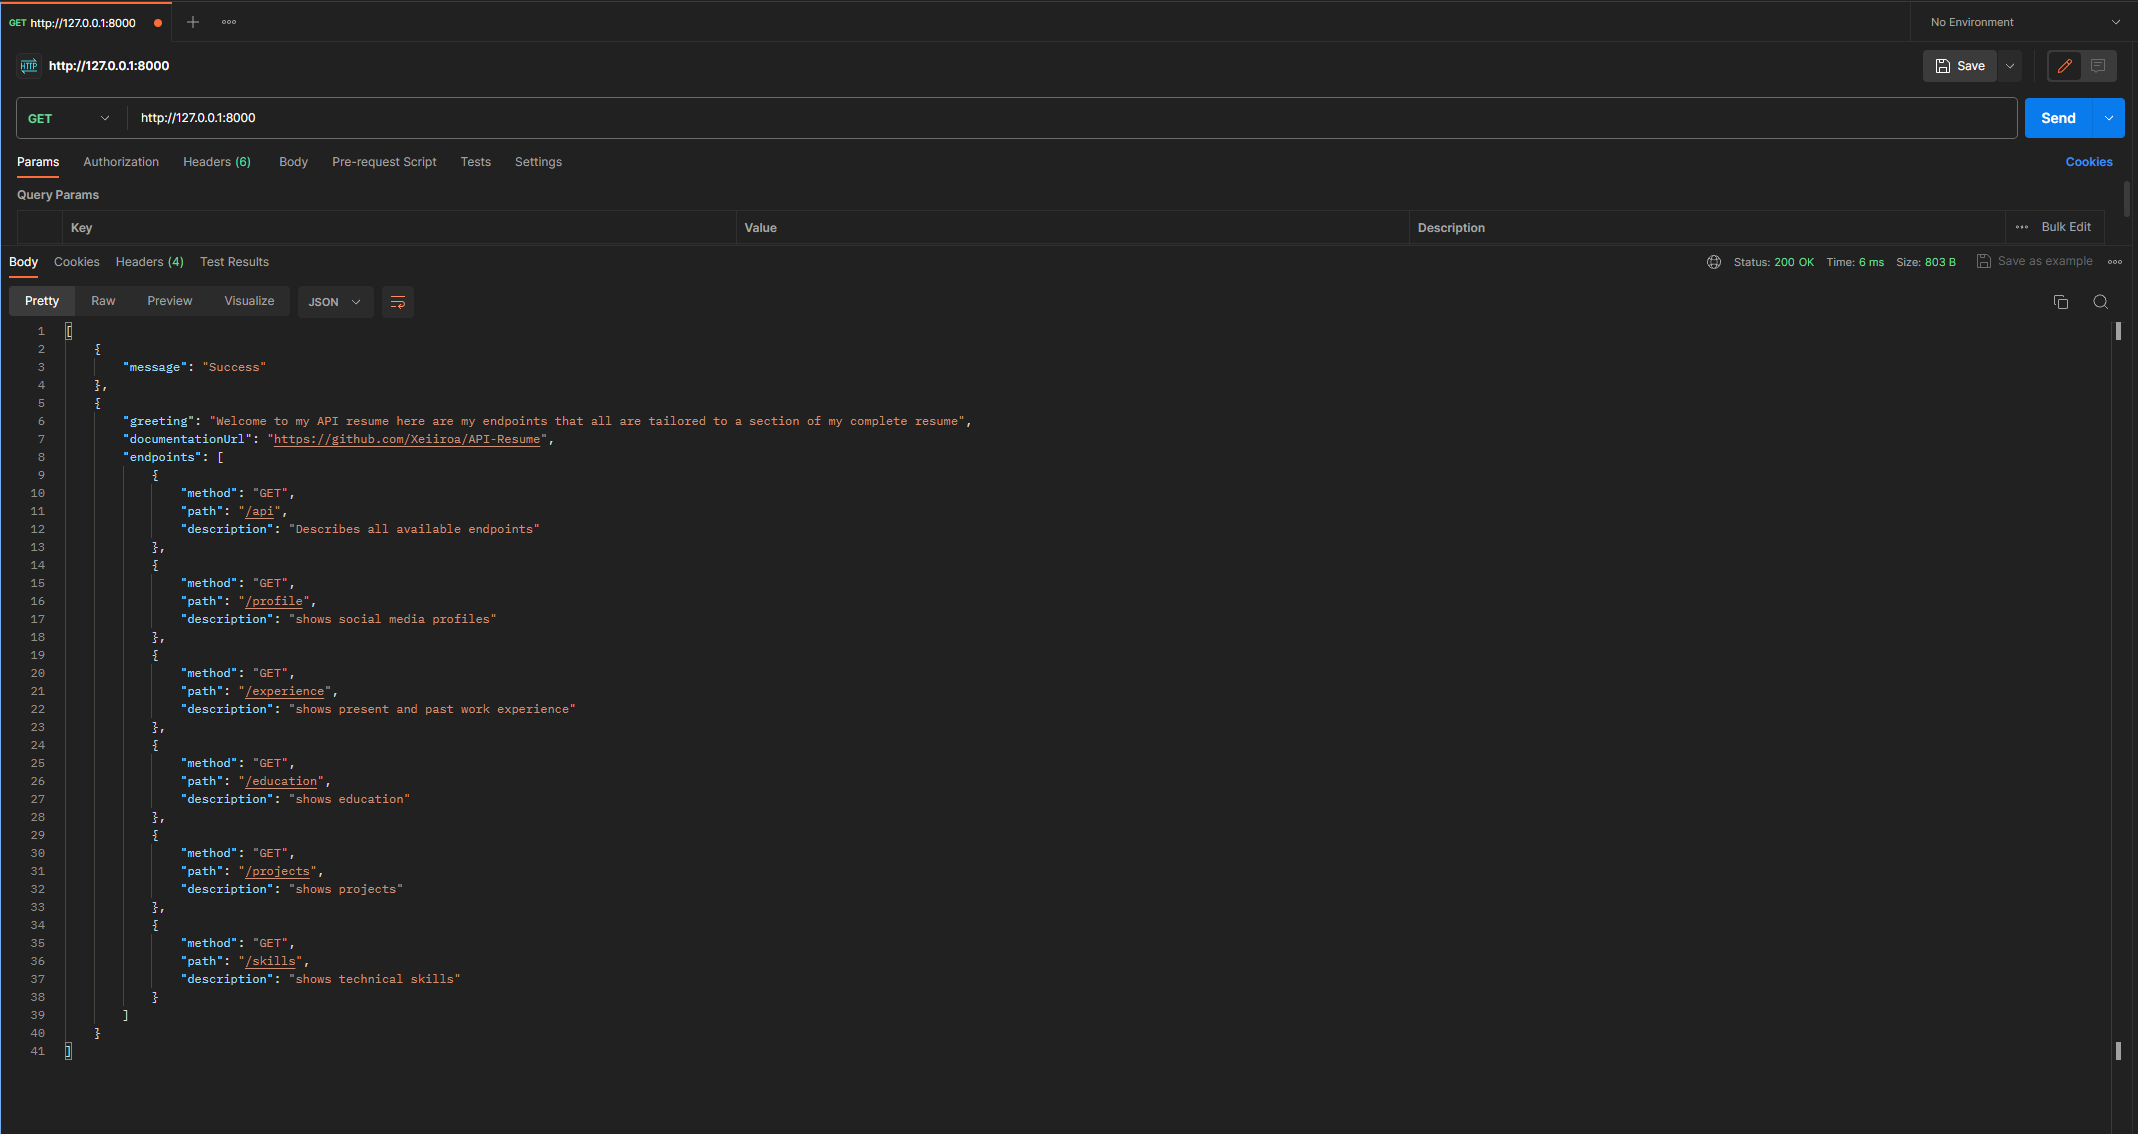 GET http://127.0.0.1:8000
No Environment
HTTP http://127.0.0.1:8000
Save
GET http://127.0.0.1:8000
Send
Params Authorization Headers (6) Body Pre-request Script Tests Settings
Cookies
Query Params
Key Value Description Bulk Edit
Body Cookies Headers (4) Test Results
Status: 200 OK Time: 6 ms Size: 803 B Save as example
Pretty Raw Preview Visualize JSON
1 [
2 {
3 "message": "Success"
4 },
5 {
6 "greeting": "Welcome to my API resume here are my endpoints that all are tailored to a section of my complete resume",
7 "documentationUrl": "https://github.com/Xeiiroa/API-Resume",
8 "endpoints": [
9 {
10 "method": "GET",
11 "path": "/api",
12 "description": "Describes all available endpoints"
13 },
14 {
15 "method": "GET",
16 "path": "/profile",
17 "description": "shows social media profiles"
18 },
19 {
20 "method": "GET",
21 "path": "/experience",
22 "description": "shows present and past work experience"
23 },
24 {
25 "method": "GET",
26 "path": "/education",
27 "description": "shows education"
28 },
29 {
30 "method": "GET",
31 "path": "/projects",
32 "description": "shows projects"
33 },
34 {
35 "method": "GET",
36 "path": "/skills",
37 "description": "shows technical skills"
38 }
39 ]
40 }
41 ]